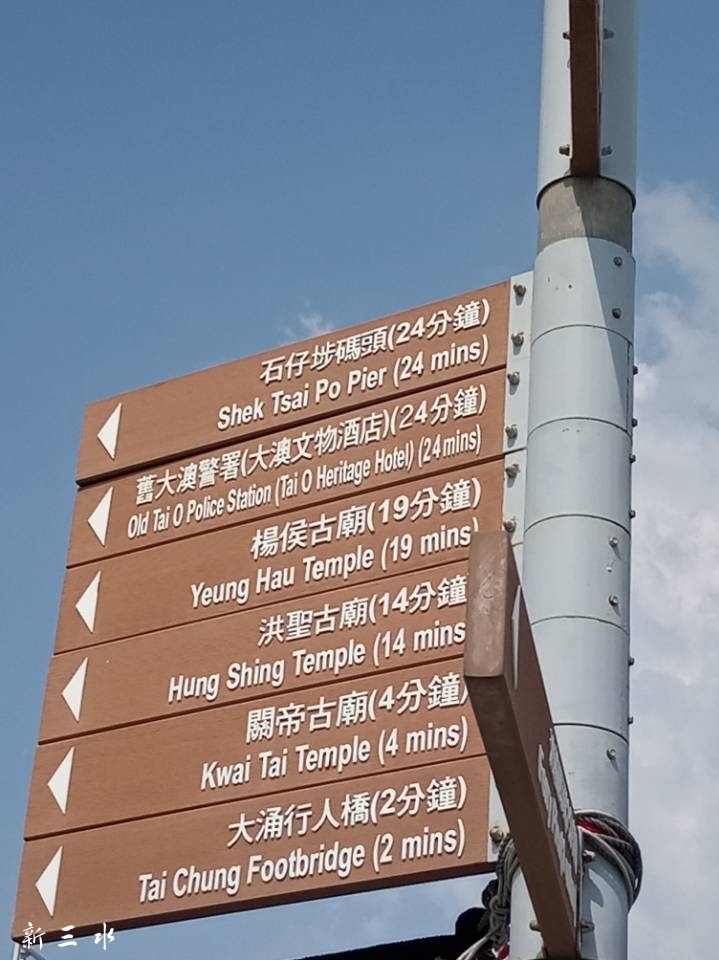 石仔埗碼頭(24分鐘)
Shek Tsai Po Pier (24 mins)
舊大澳警署(大澳文物酒店)(24分鐘)
Old Tai O Police Station (Tai O Heritage Hotel) (24 mins)
楊侯古廟(19分鐘)
Yeung Hau Temple (19 mins)
洪聖古廟(14分鐘
Hung Shing Temple (14 mins
關帝古廟(4分鐘)
Kwai Tai Temple (4 mins)
大涌行人橋(2分鐘)
Tai Chung Footbridge (2 mins)
新三水